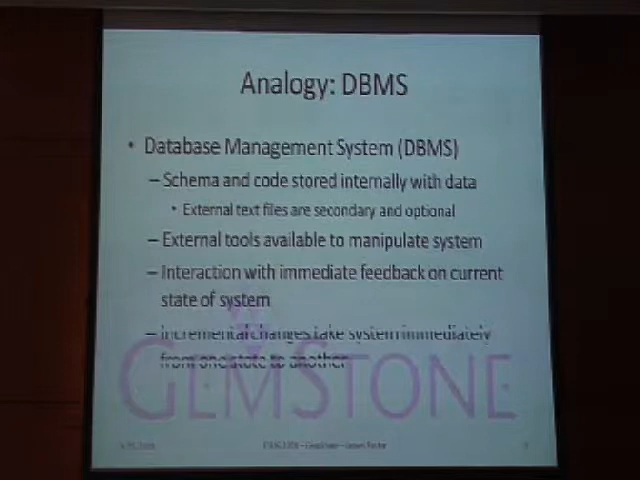 Analogy: DBMS
• Database Management System (DBMS)
– Schema and code stored internally with data
• External text files are secondary and optional
– External tools available to manipulate system
– Interaction with immediate feedback on current
state of system
– Incremental changes take system immediately
from one state to another
GEMSTONE